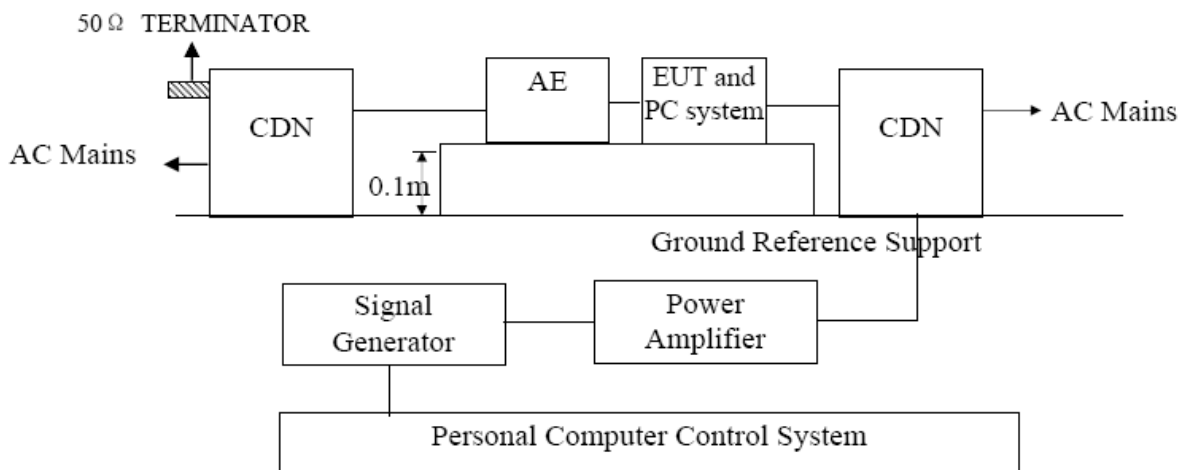 50 Ω TERMINATOR
CDN
AC Mains
AE
EUT and
PC system
CDN
AC Mains
0.1m
Ground Reference Support
Signal
Generator
Power
Amplifier
Personal Computer Control System